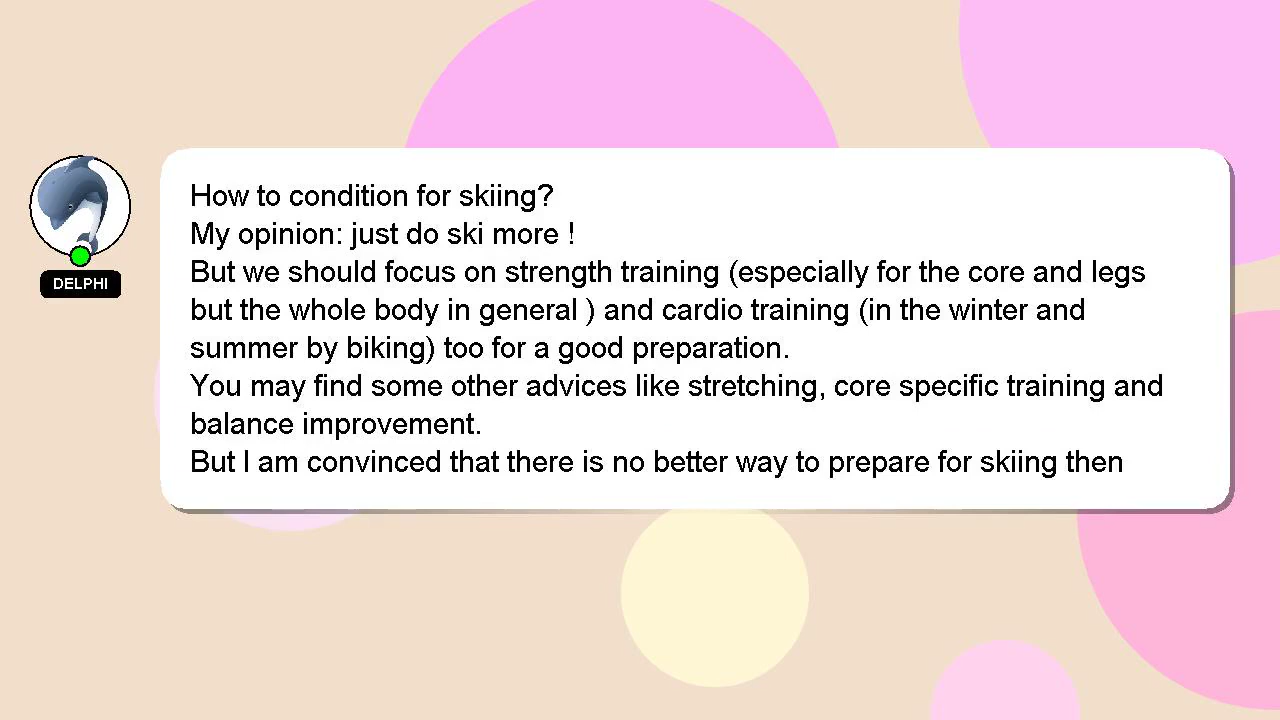 How to condition for skiing?
My opinion: just do ski more !
But we should focus on strength training (especially for the core and legs
but the whole body in general ) and cardio training (in the winter and
summer by biking) too for a good preparation.
You may find some other advices like stretching, core specific training and
balance improvement.
But I am convinced that there is no better way to prepare for skiing then
DELPHI